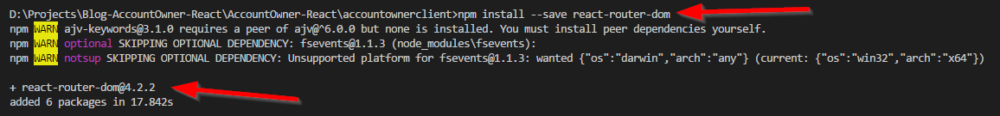 D:\Projects\Blog-AccountOwner-React\AccountOwner-React\accountownerclient>npm install --save react-router-dom
npm WARN ajv-keywords@3.1.0 requires a peer of ajv@^6.0.0 but none is installed. You must install peer dependencies yourself.
npm WARN optional SKIPPING OPTIONAL DEPENDENCY: fsevents@1.1.3 (node_modules\fsevents):
npm WARN notsup SKIPPING OPTIONAL DEPENDENCY: Unsupported platform for fsevents@1.1.3: wanted {"os":"darwin","arch":"any"} (current: {"os":"win32","arch":"x64"})
+ react-router-dom@4.2.2
added 6 packages in 17.842s